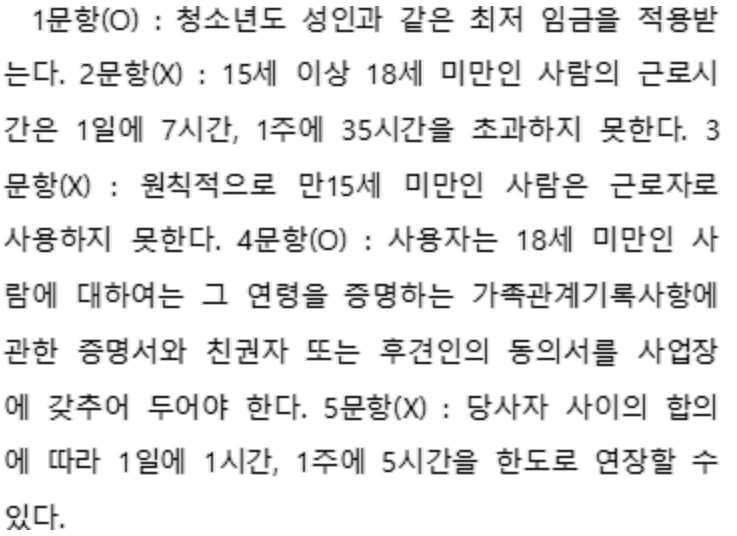 1문항(O) : 청소년도 성인과 같은 최저 임금을 적용받
는다. 2문항(X) : 15세 이상 18세 미만인 사람의 근로시
간은 1일에 7시간, 1주에 35시간을 초과하지 못한다. 3
문항(X) : 원칙적으로 만15세 미만인 사람은 근로자로
사용하지 못한다. 4문항(O) : 사용자는 18세 미만인 사
람에 대하여는 그 연령을 증명하는 가족관계기록사항에
관한 증명서와 친권자 또는 후견인의 동의서를 사업장
에 갖추어 두어야 한다. 5문항(X) : 당사자 사이의 합의
에 따라 1일에 1시간, 1주에 5시간을 한도로 연장할 수
있다.